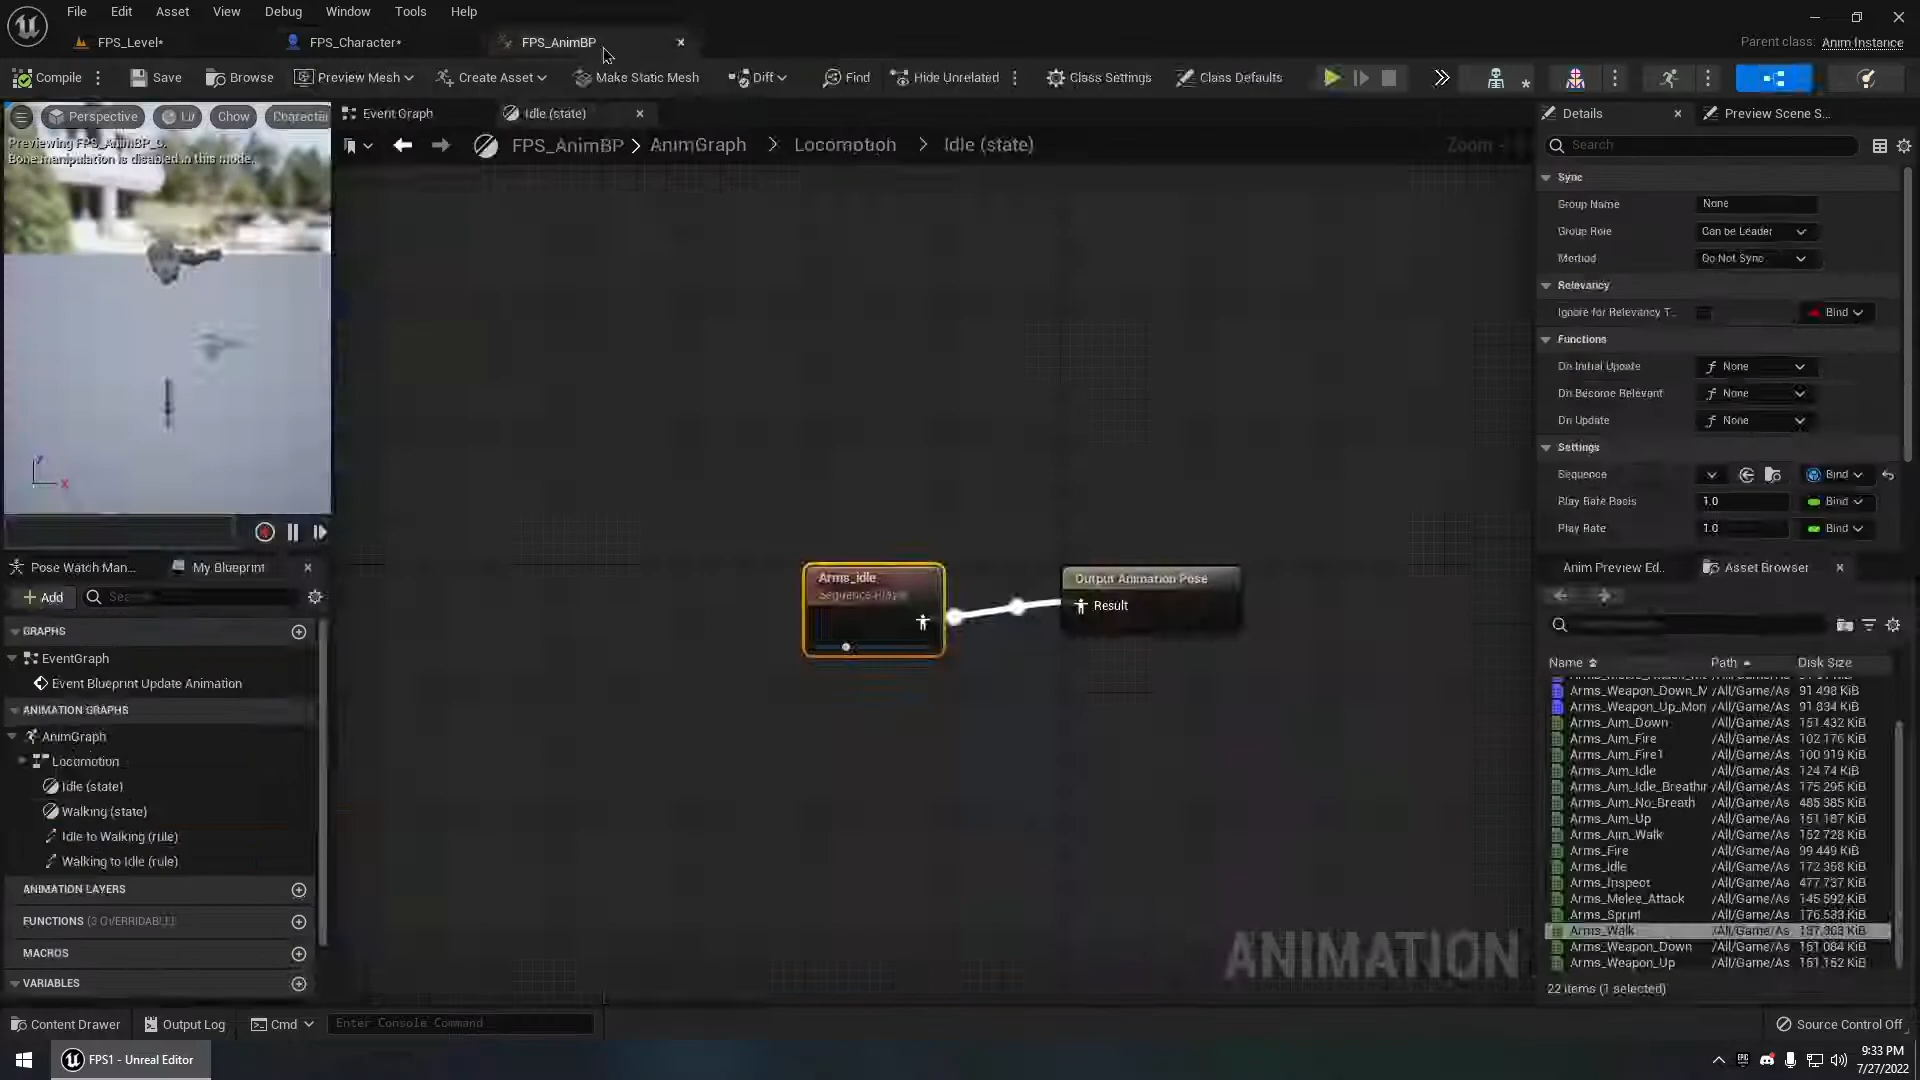 File Edit Asset View Debug Window Tools Help
FPS_Level* FPS_Character* FPS_AnimBP Parent class: Anim Instance
Compile Save Browse Preview Mesh Create Asset Make Static Mesh Diff Find Hide Unrelated Class Settings Class Defaults
Perspective Chow Character
Previewing FPS_AnimBP_C.
Bone manipulation is disabled in this mode.
X
Event Graph Idle (state)
FPS_AnimBP > AnimGraph > Locomotion > Idle (state) Zoom -
Arms_Idle
Sequence Player
Output Animation Pose
Result
ANIMATION
Pose Watch Man... My Blueprint
Add
GRAPHS
EventGraph
Event Blueprint Update Animation
ANIMATION GRAPHS
AnimGraph
Locomotion
Idle (state)
Walking (state)
Idle to Walking (rule)
Walking to Idle (rule)
ANIMATION LAYERS
FUNCTIONS (3 OVERRIDABLE)
MACROS
VARIABLES
Details Preview Scene S...
Search
Sync
Group Name None
Group Role Can be Leader
Method Do Not Sync
Relevancy
Ignore for Relevancy T... Bind
Functions
On Initial Update None
On Become Relevant None
On Update None
Settings
Sequence Bind
Play Rate Basis 1.0 Bind
Play Rate 1.0 Bind
Anim Preview Ed.. Asset Browser
Name Path Disk Size
Arms_Weapon_Down_M /All/Game/As 91.498 KiB
Arms_Weapon_Up_Mon /All/Game/As 91.834 KiB
Arms_Aim_Down /All/Game/As 151.432 KiB
Arms_Aim_Fire /All/Game/As 102.176 KiB
Arms_Aim_Fire1 /All/Game/As 100.919 KiB
Arms_Aim_Idle /All/Game/As 124.74 KiB
Arms_Aim_Idle_Breathir /All/Game/As 175.295 KiB
Arms_Aim_No_Breath /All/Game/As 485.385 KiB
Arms_Aim_Up /All/Game/As 151.187 KiB
Arms_Aim_Walk /All/Game/As 152.728 KiB
Arms_Fire /All/Game/As 99.449 KiB
Arms_Idle /All/Game/As 172.358 KiB
Arms_Inspect /All/Game/As 477.737 KiB
Arms_Melee_Attack /All/Game/As 145.592 KiB
Arms_Sprint /All/Game/As 176.533 KiB
Arms_Walk /All/Game/As
Arms_Weapon_Down /All/Game/As 151.084 KiB
Arms_Weapon_Up /All/Game/As 151.152 KiB
22 items (1 selected)
Content Drawer Output Log Cmd Enter Console Command Source Control Off
FPS1 - Unreal Editor 9:33 PM
7/27/2022